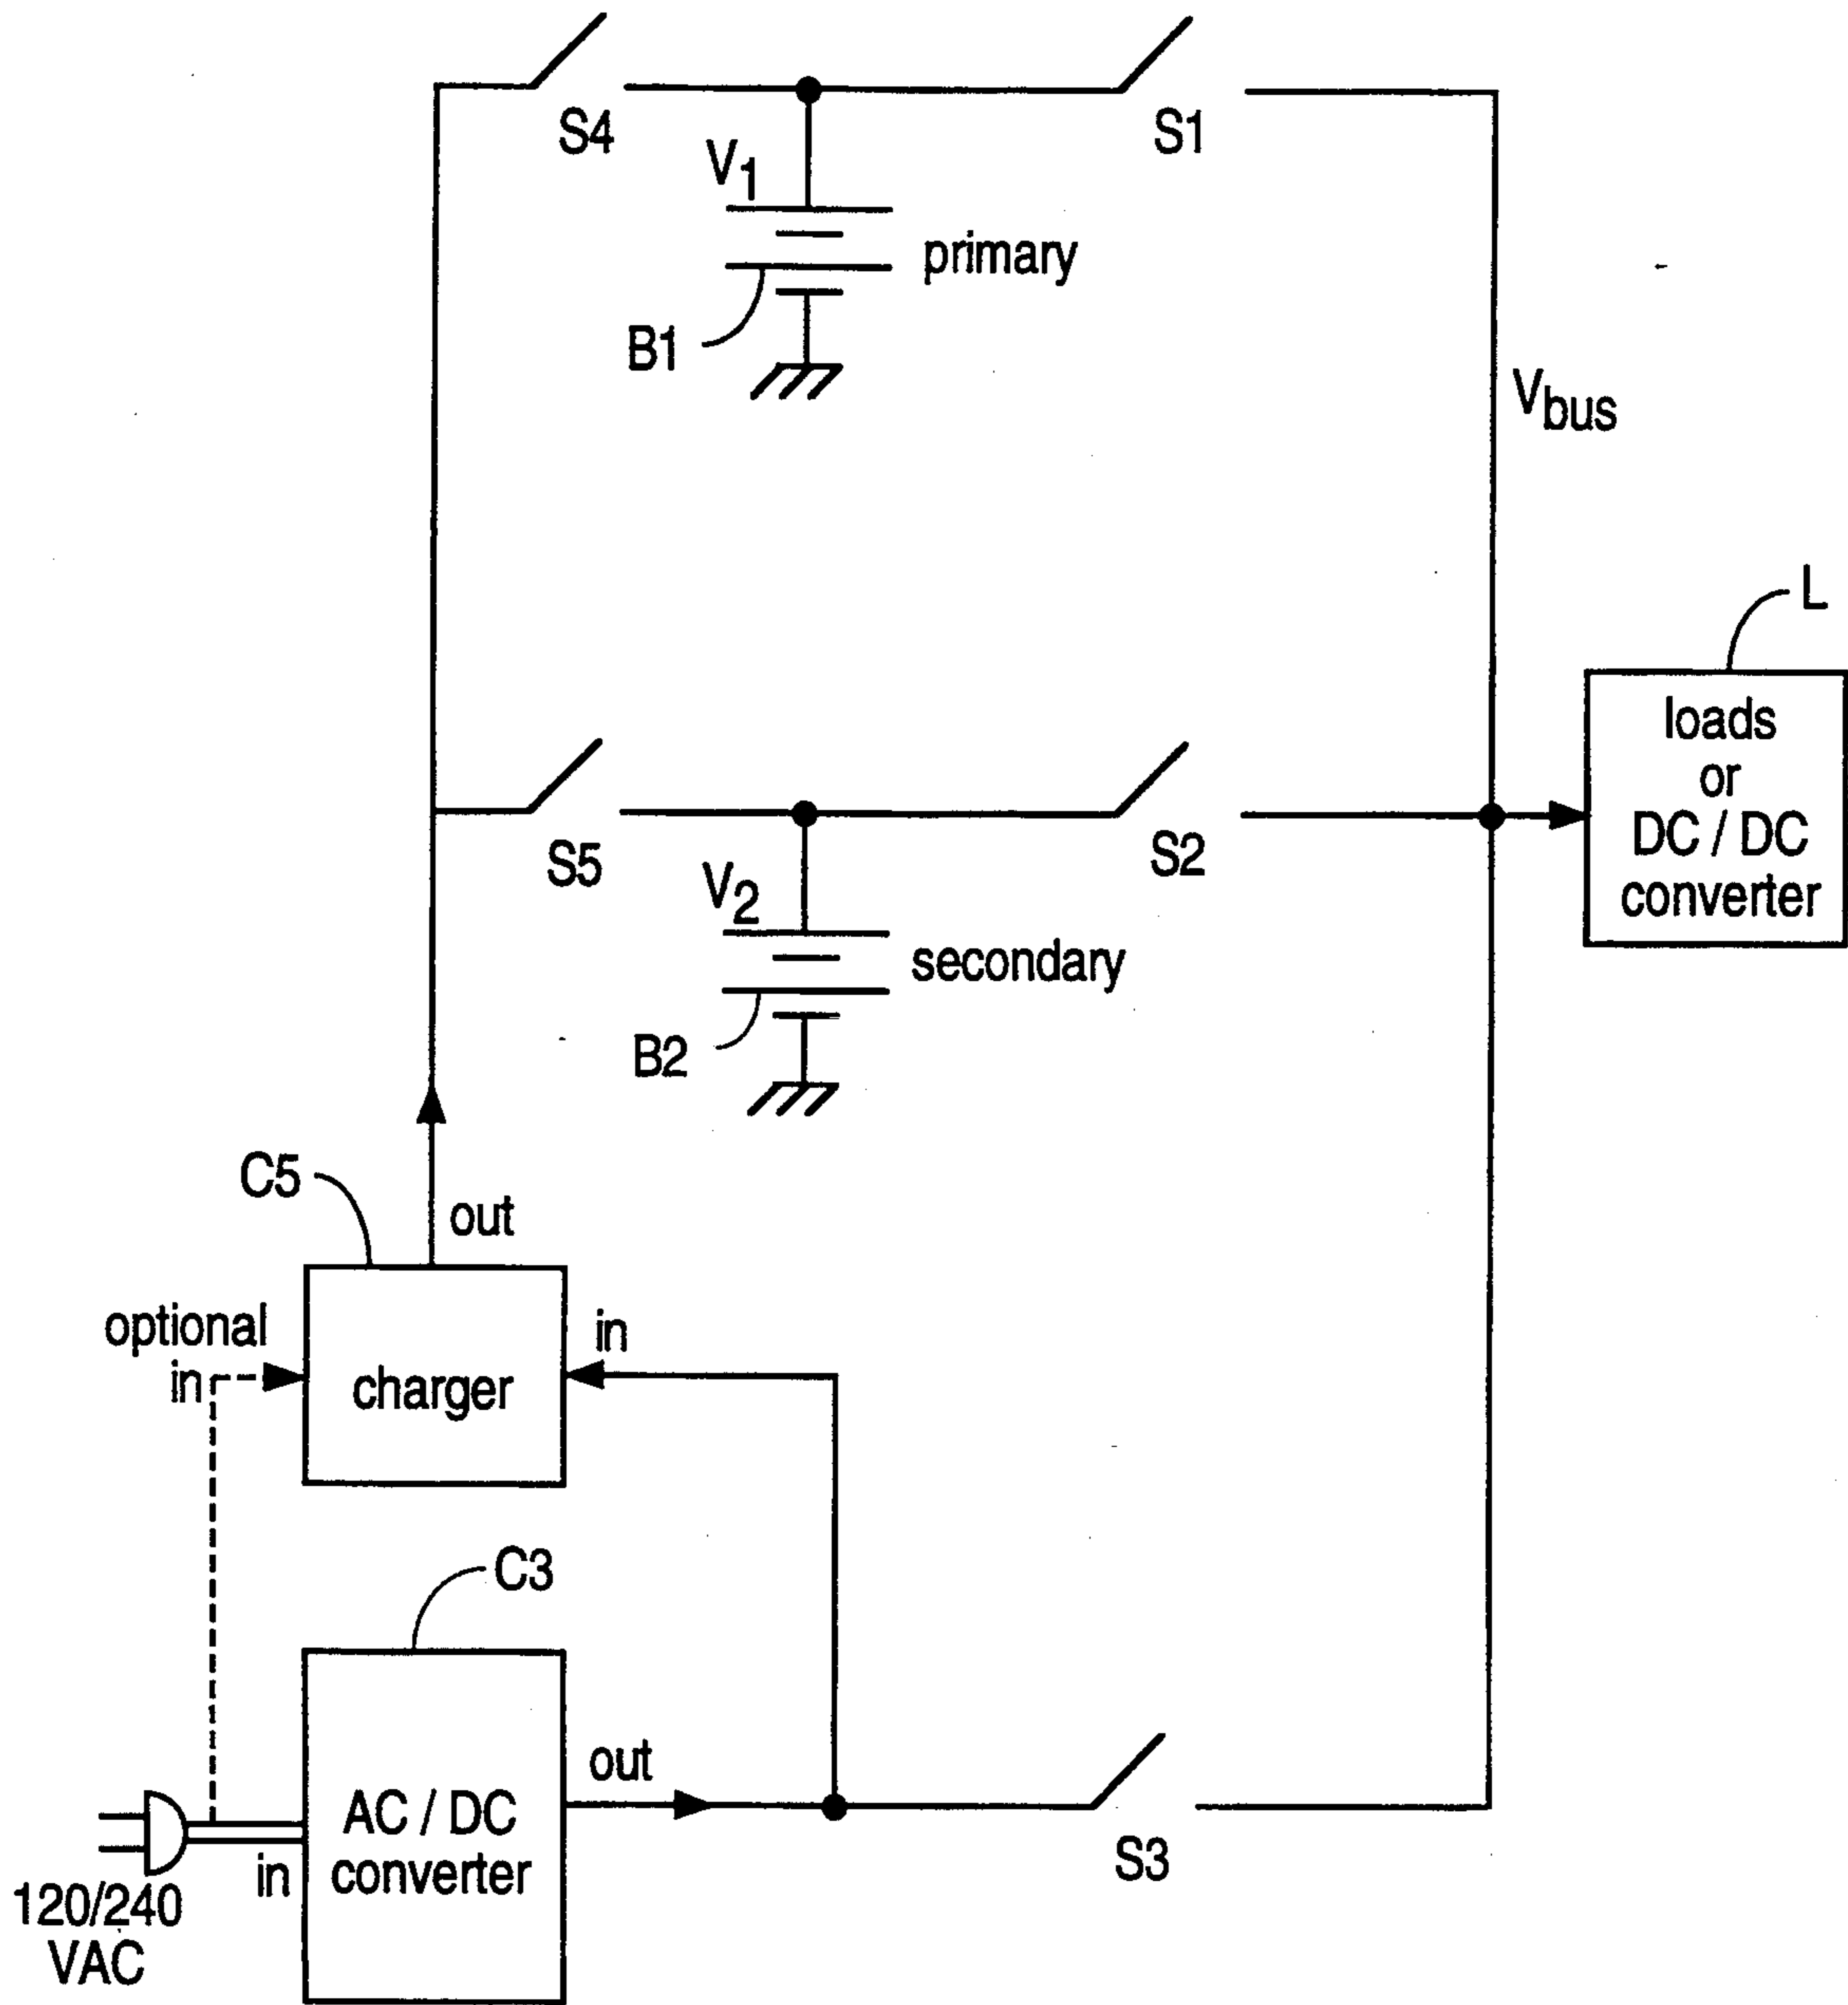 S4
S1
V1
primary
B1
Vbus
L
loads
or
DC / DC
converter
S5
S2
V2
secondary
B2
C5
out
optional
in
in
charger
C3
out
AC / DC
converter
in
S3
120/240
VAC